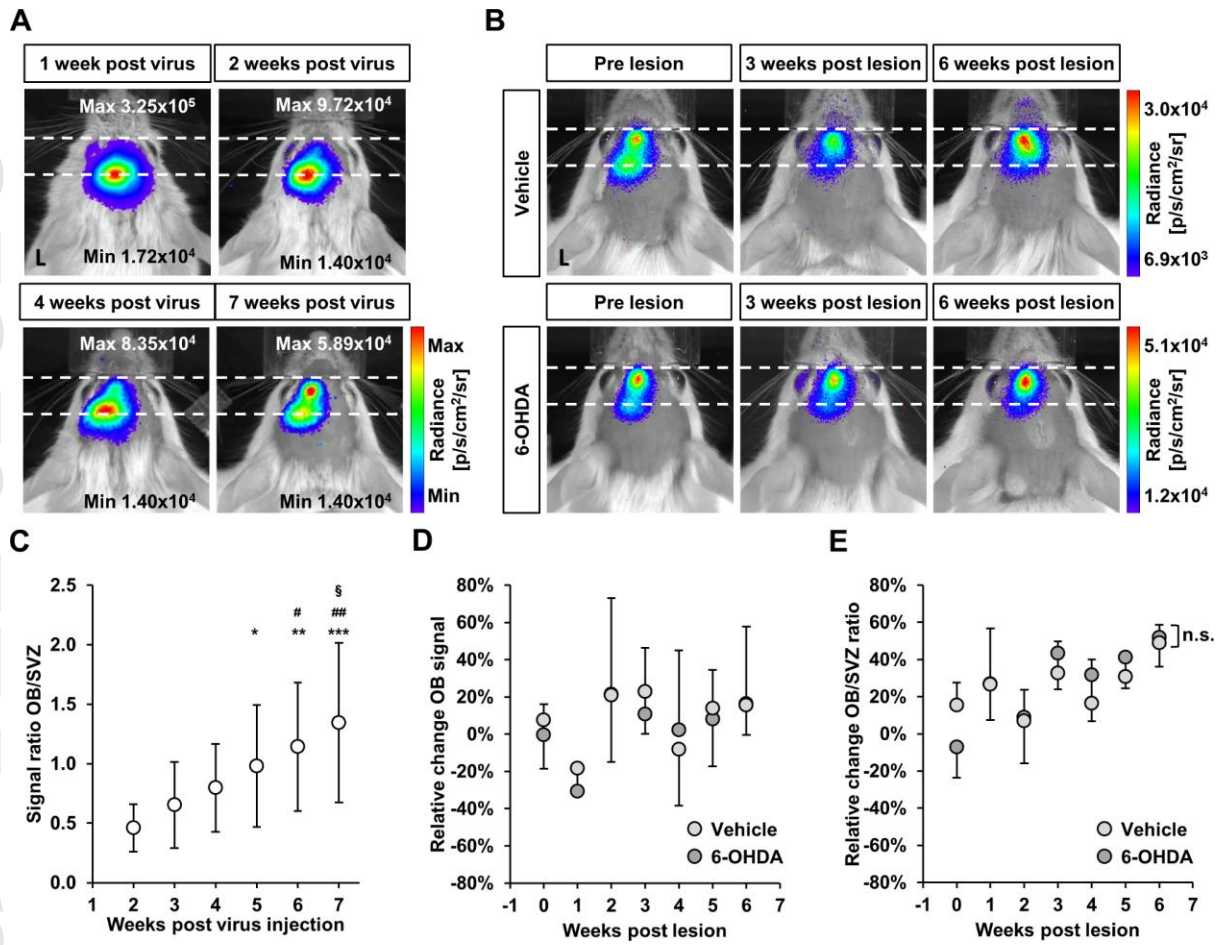 A
1 week post virus
2 weeks post virus
Max 3.25x10⁵
Max 9.72x10⁴
L
Min 1.72x10⁴
Min 1.40x10⁴
4 weeks post virus
7 weeks post virus
Max 8.35x10⁴
Max 5.89x10⁴
Min 1.40x10⁴
Min 1.40x10⁴
Max
Radiance
[p/s/cm²/sr]
Min
B
Pre lesion
3 weeks post lesion
6 weeks post lesion
Vehicle
L
3.0x10⁴
Radiance
[p/s/cm²/sr]
6.9x10³
Pre lesion
3 weeks post lesion
6 weeks post lesion
6-OHDA
5.1x10⁴
Radiance
[p/s/cm²/sr]
1.2x10⁴
C
Signal ratio OB/SVZ
2.5
2.0
1.5
1.0
0.5
0.0
§
# ##
* ** ***
1 2 3 4 5 6 7
Weeks post virus injection
D
Relative change OB signal
80%
60%
40%
20%
0%
-20%
-40%
-60%
-80%
Vehicle
6-OHDA
-1 0 1 2 3 4 5 6 7
Weeks post lesion
E
Relative change OB/SVZ ratio
80%
60%
40%
20%
0%
-20%
-40%
-60%
-80%
n.s.
Vehicle
6-OHDA
-1 0 1 2 3 4 5 6 7
Weeks post lesion